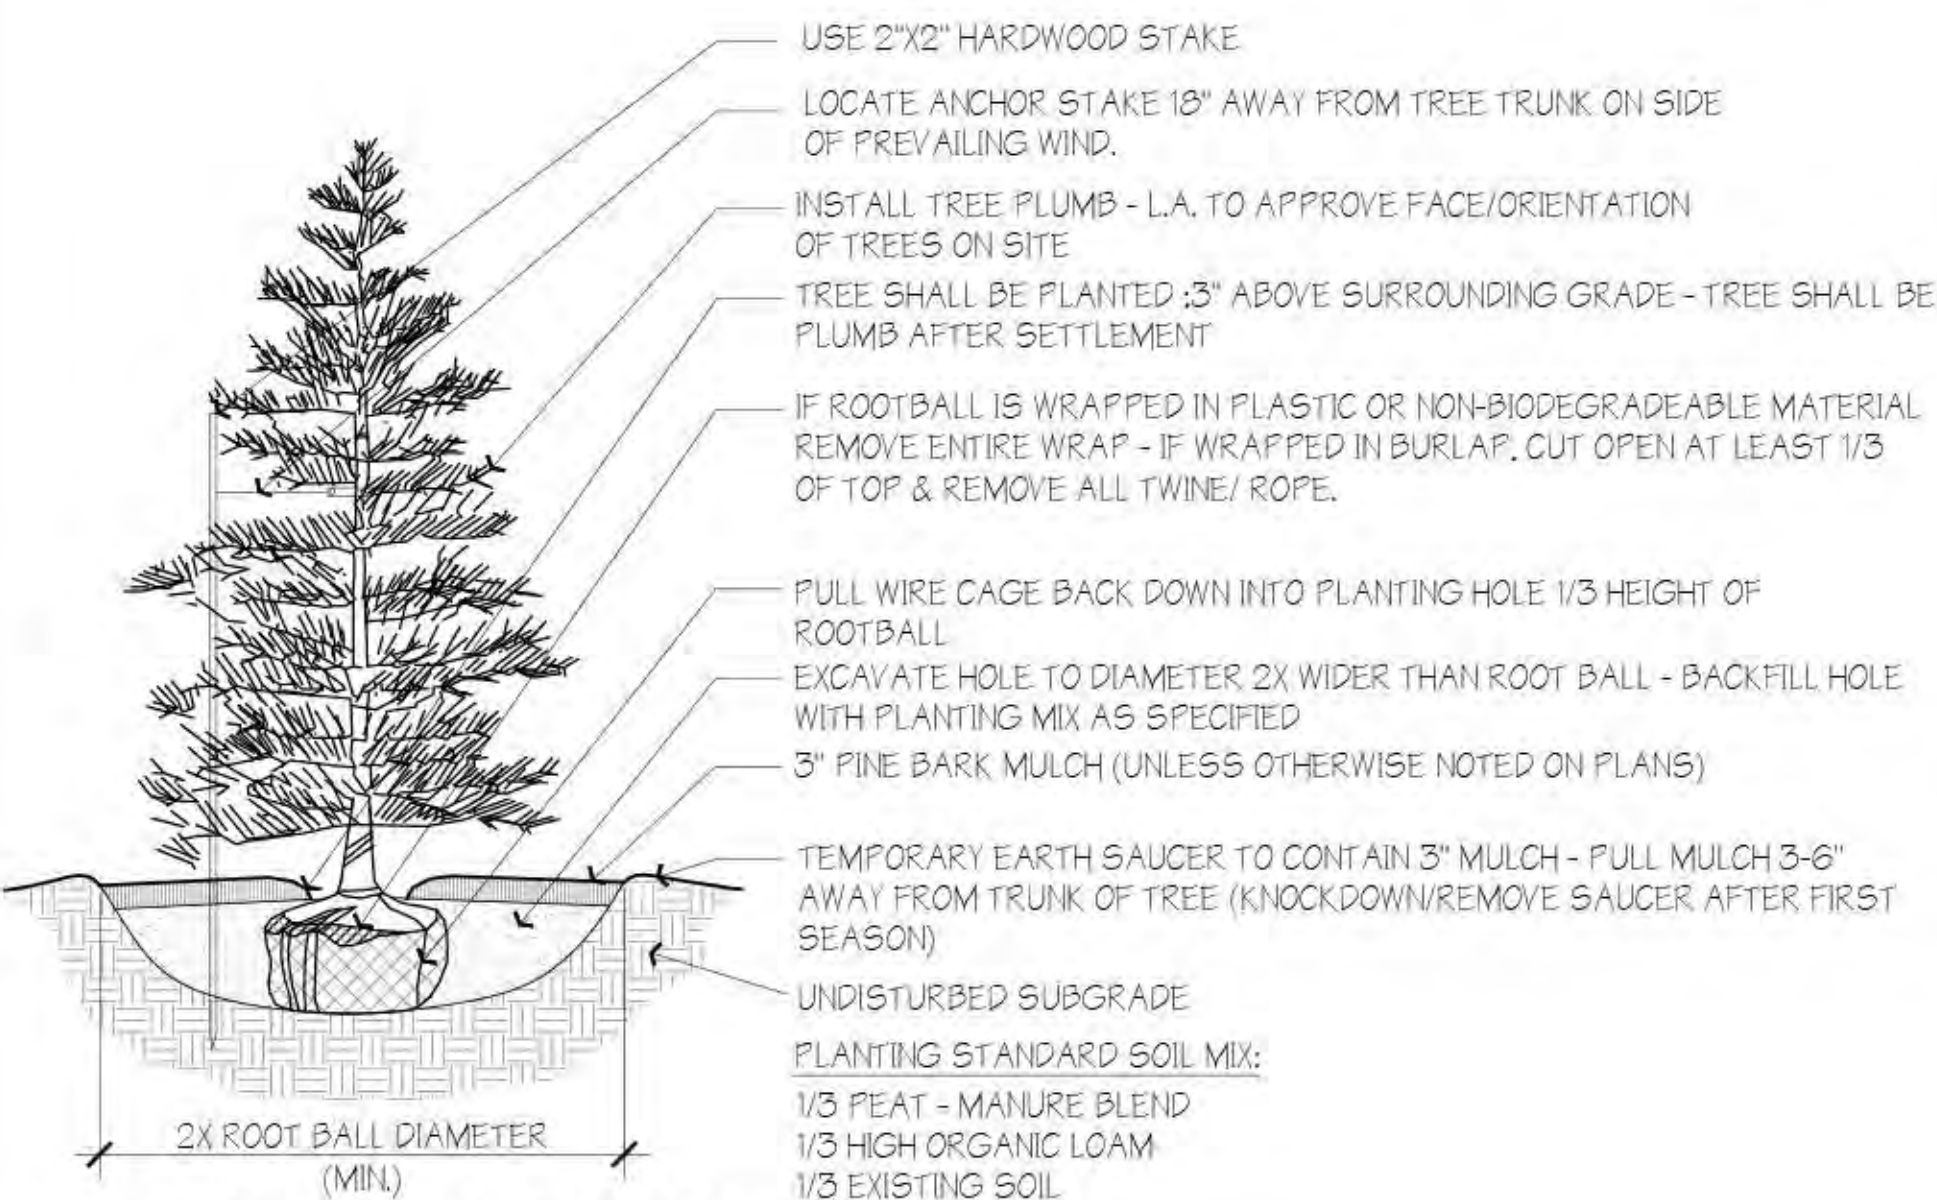 USE 2"X2" HARDWOOD STAKE
LOCATE ANCHOR STAKE 18" AWAY FROM TREE TRUNK ON SIDE
OF PREVAILING WIND.
INSTALL TREE PLUMB - L.A. TO APPROVE FACE/ORIENTATION
OF TREES ON SITE
TREE SHALL BE PLANTED :3" ABOVE SURROUNDING GRADE - TREE SHALL BE
PLUMB AFTER SETTLEMENT
IF ROOTBALL IS WRAPPED IN PLASTIC OR NON-BIODEGRADEABLE MATERIAL
REMOVE ENTIRE WRAP - IF WRAPPED IN BURLAP, CUT OPEN AT LEAST 1/3
OF TOP & REMOVE ALL TWINE/ ROPE.
PULL WIRE CAGE BACK DOWN INTO PLANTING HOLE 1/3 HEIGHT OF
ROOTBALL
EXCAVATE HOLE TO DIAMETER 2X WIDER THAN ROOT BALL - BACKFILL HOLE
WITH PLANTING MIX AS SPECIFIED
3" PINE BARK MULCH (UNLESS OTHERWISE NOTED ON PLANS)
TEMPORARY EARTH SAUCER TO CONTAIN 3" MULCH - PULL MULCH 3-6"
AWAY FROM TRUNK OF TREE (KNOCKDOWN/REMOVE SAUCER AFTER FIRST
SEASON)
UNDISTURBED SUBGRADE
PLANTING STANDARD SOIL MIX:
1/3 PEAT - MANURE BLEND
1/3 HIGH ORGANIC LOAM
1/3 EXISTING SOIL
2X ROOT BALL DIAMETER
(MIN.)